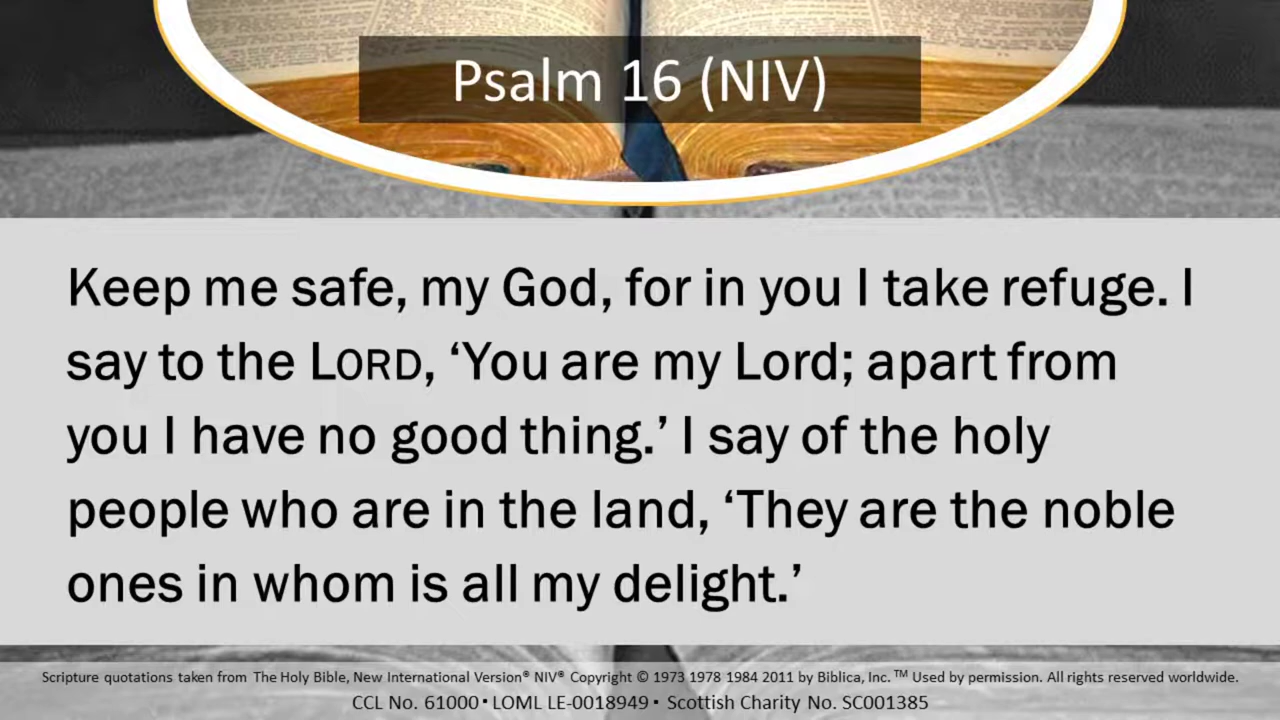 Psalm 16 (NIV)
Keep me safe, my God, for in you I take refuge. I
say to the LORD, ‘You are my Lord; apart from
you I have no good thing.’ I say of the holy
people who are in the land, ‘They are the noble
ones in whom is all my delight.’
Scripture quotations taken from The Holy Bible, New International Version® NIV® Copyright © 1973 1978 1984 2011 by Biblica, Inc.™ Used by permission. All rights reserved worldwide.
CCL No. 61000 • LOML LE-0018949 • Scottish Charity No. SC001385